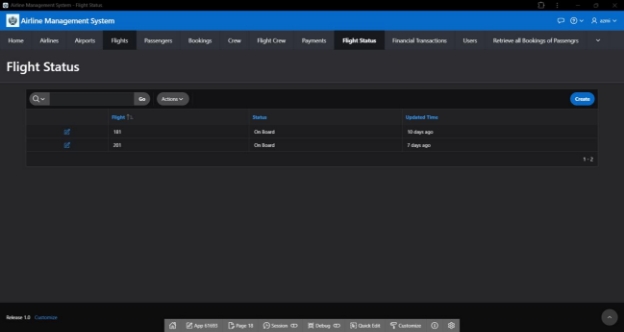 Airline Management System - Flight Status
Airline Management System
Home Airlines Airports Flights Passengers Bookings Crew Flight Crew Payments Flight Status Financial Transactions Users Retrieve all Bookings of Passengrs
Flight Status
Go Actions Create
Flight Status Updated Time
101 On Board 10 days ago
201 On Board 7 days ago
1 - 2
Release 1.0 Customize
Page 18 Session Debug Quick Edit Customize